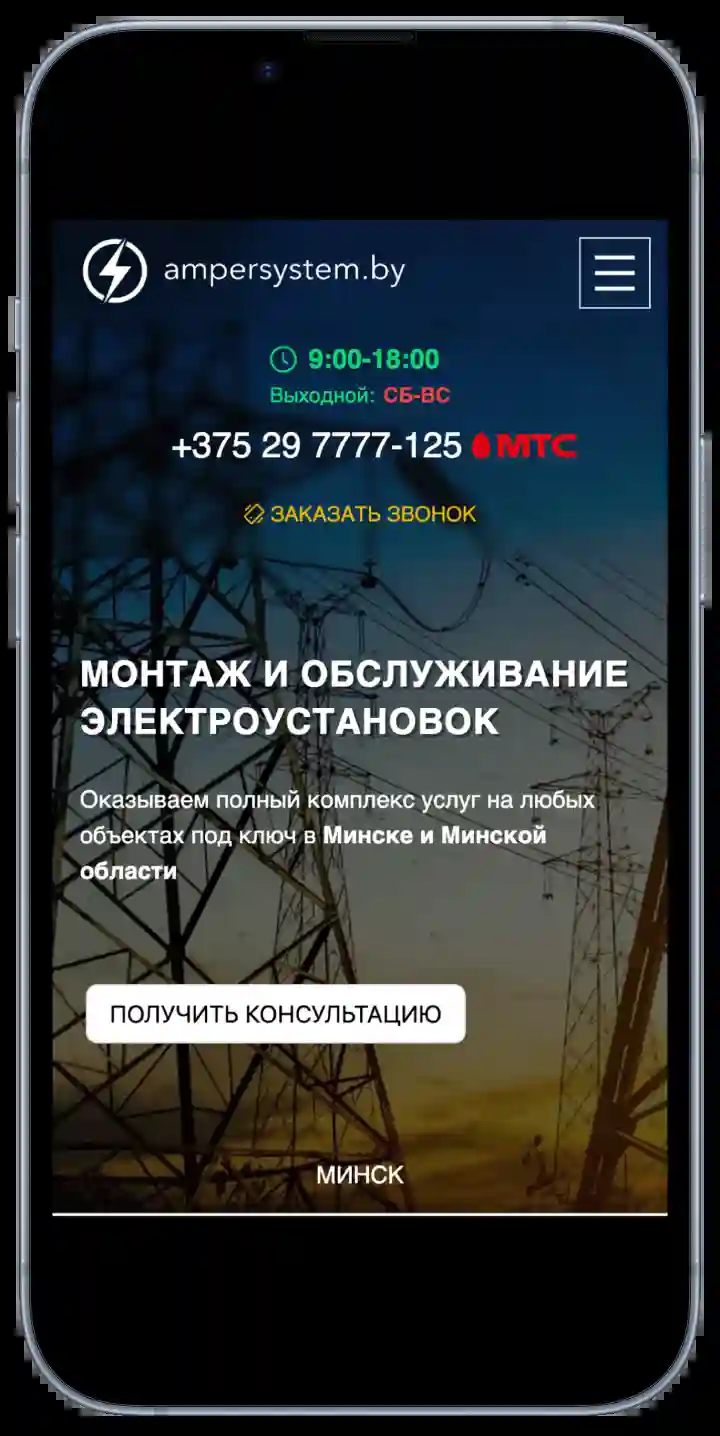 ampersystem.by
9:00-18:00
Выходной: СБ-ВС
+375 29 7777-125 МТС
ЗАКАЗАТЬ ЗВОНОК
МОНТАЖ И ОБСЛУЖИВАНИЕ
ЭЛЕКТРОУСТАНОВОК
Оказываем полный комплекс услуг на любых
объектах под ключ в Минске и Минской
области
ПОЛУЧИТЬ КОНСУЛЬТАЦИЮ
МИНСК